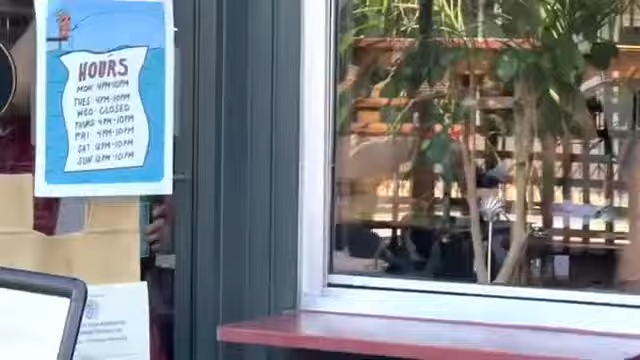 HOURS
MON 4PM-10PM
TUES 4PM-10PM
WED CLOSED
THURS 4PM-10PM
FRI 4PM-10PM
SAT 12PM-10PM
SUN 12PM-10PM